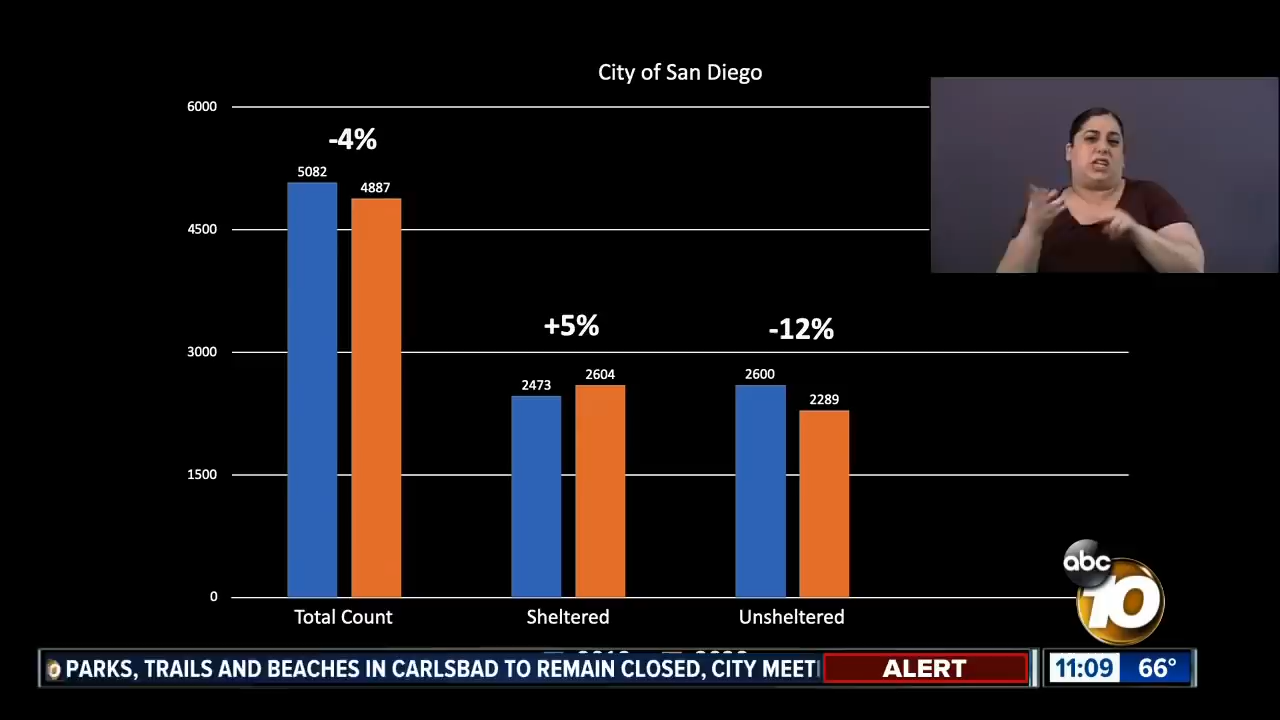 City of San Diego
6000
-4%
5082
4887
4500
+5%
-12%
3000
2473
2604
2600
2289
1500
0
Total Count
Sheltered
Unsheltered
abc
10
PARKS, TRAILS AND BEACHES IN CARLSBAD TO REMAIN CLOSED, CITY MEETI
ALERT
11:09
66°